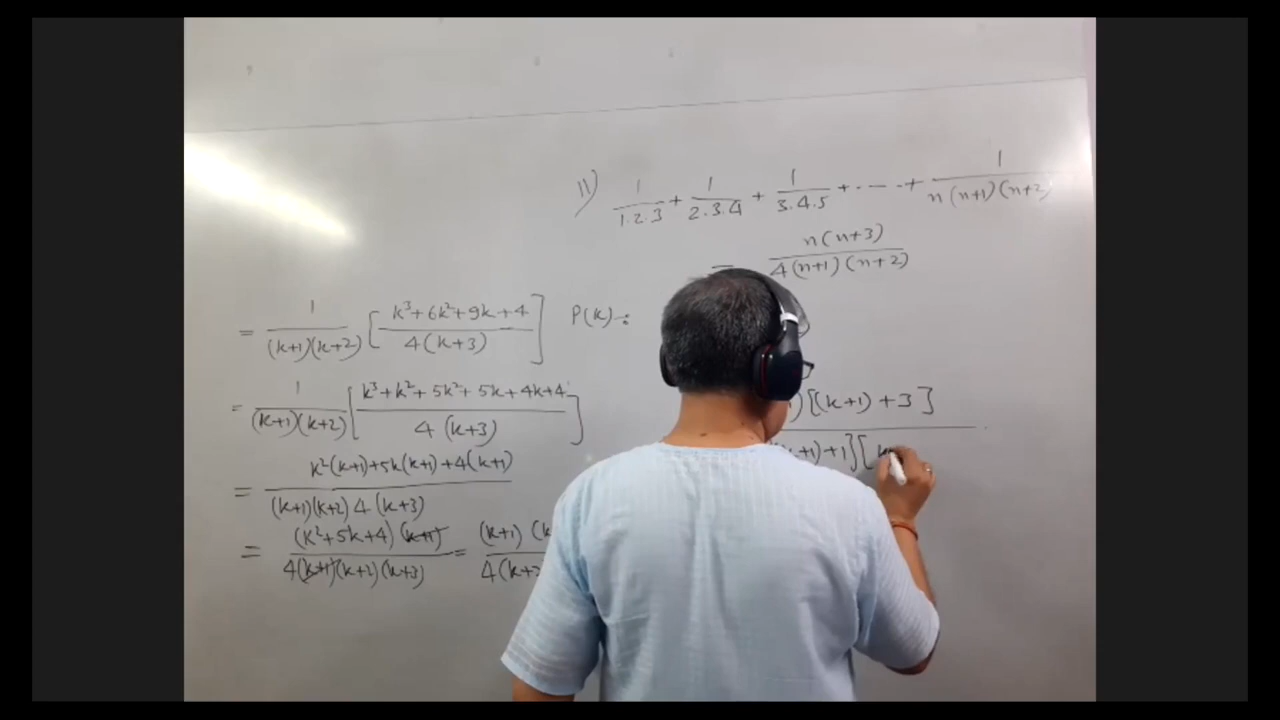 11) 1/1.2.3 + 1/2.3.4 + 1/3.4.5 + .... + 1/n(n+1)(n+2)
= n(n+3)/4(n+1)(n+2)
= 1/(k+1)(k+2) [k³+6k²+9k+4/4(k+3)] P(k):
= 1/(k+1)(k+2) [k³+k²+5k²+5k+4k+4/4(k+3)]
= k²(k+1)+5k(k+1)+4(k+1)/(k+1)(k+2)4(k+3)
= (k²+5k+4)(k+1)/4(k+1)(k+2)(k+3) = (k+1)(k/4(k+
)[(k+1)+3]
+1)+1][k